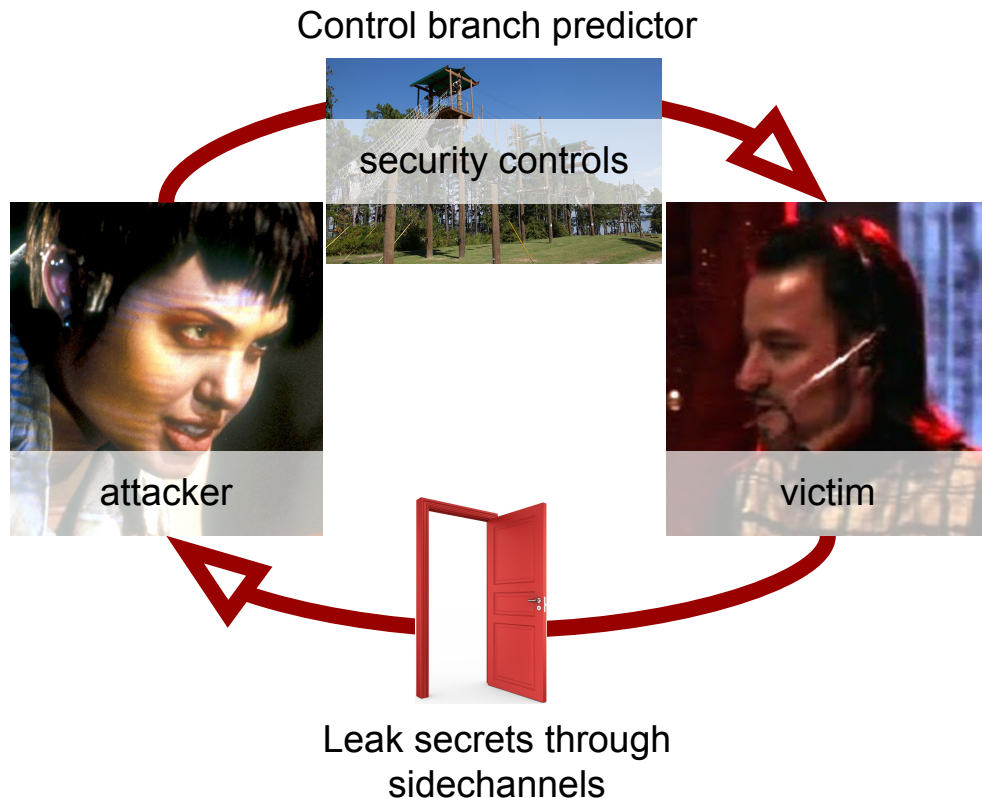 Control branch predictor
security controls
attacker
victim
Leak secrets through
sidechannels